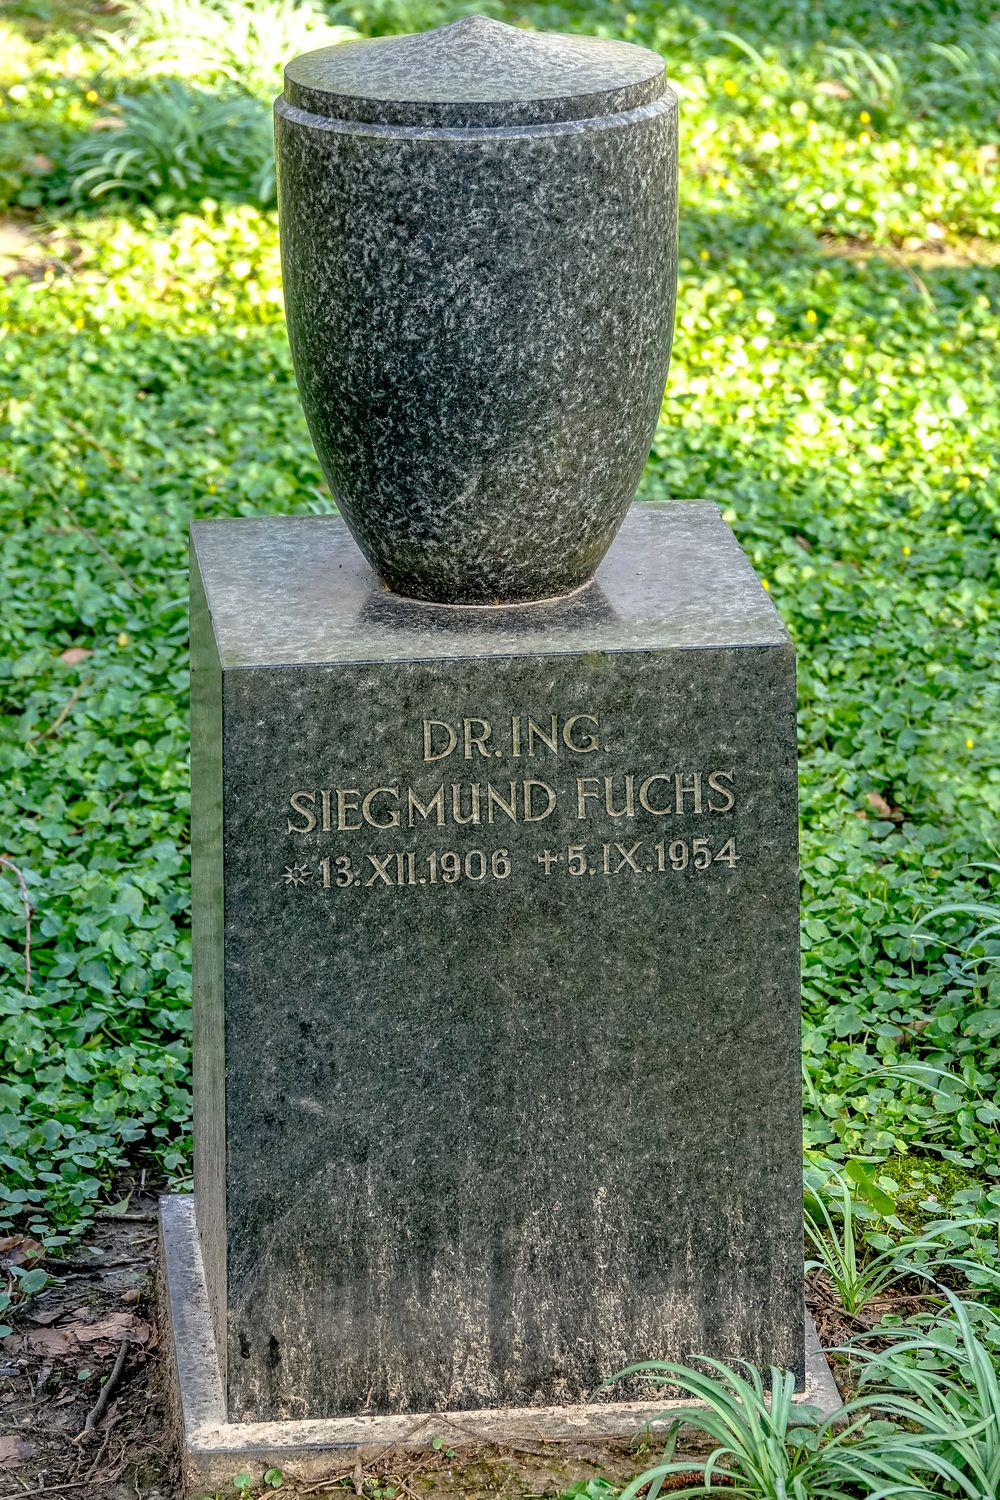 DR. ING.
SIEGMUND FUCHS
*13.XII.1906 +5.IX.1954